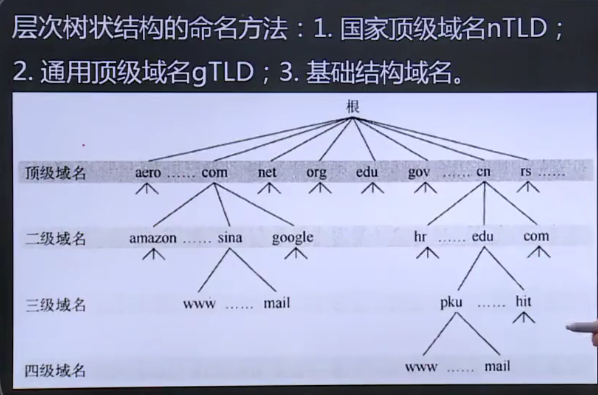 层次树状结构的命名方法：1. 国家顶级域名nTLD；
2. 通用顶级域名gTLD；3. 基础结构域名。
根
顶级域名 aero ...... com net org edu gov ...... cn rs ......
二级域名 amazon ...... sina google hr ...... edu com
三级域名 www ...... mail pku ...... hit
四级域名 www ...... mail